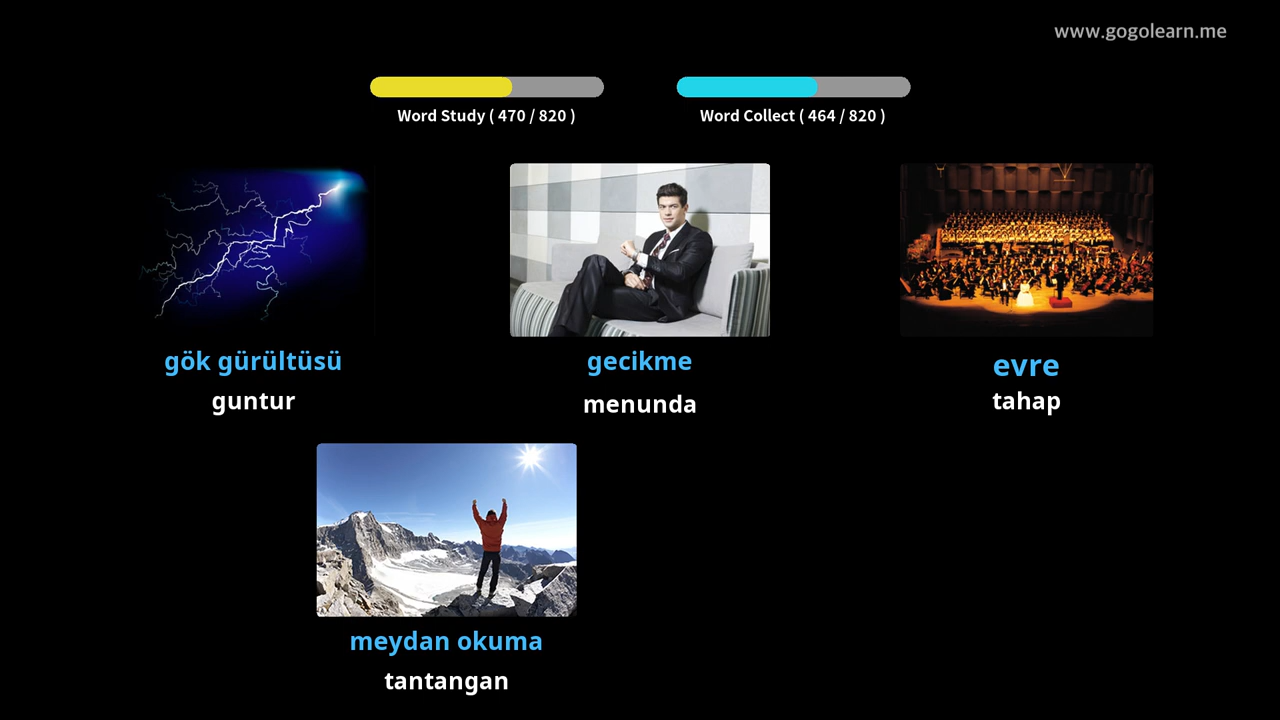 www.gogolearn.me
Word Study ( 470 / 820 )
Word Collect ( 464 / 820 )
gök gürültüsü
guntur
gecikme
menunda
evre
tahap
meydan okuma
tantangan